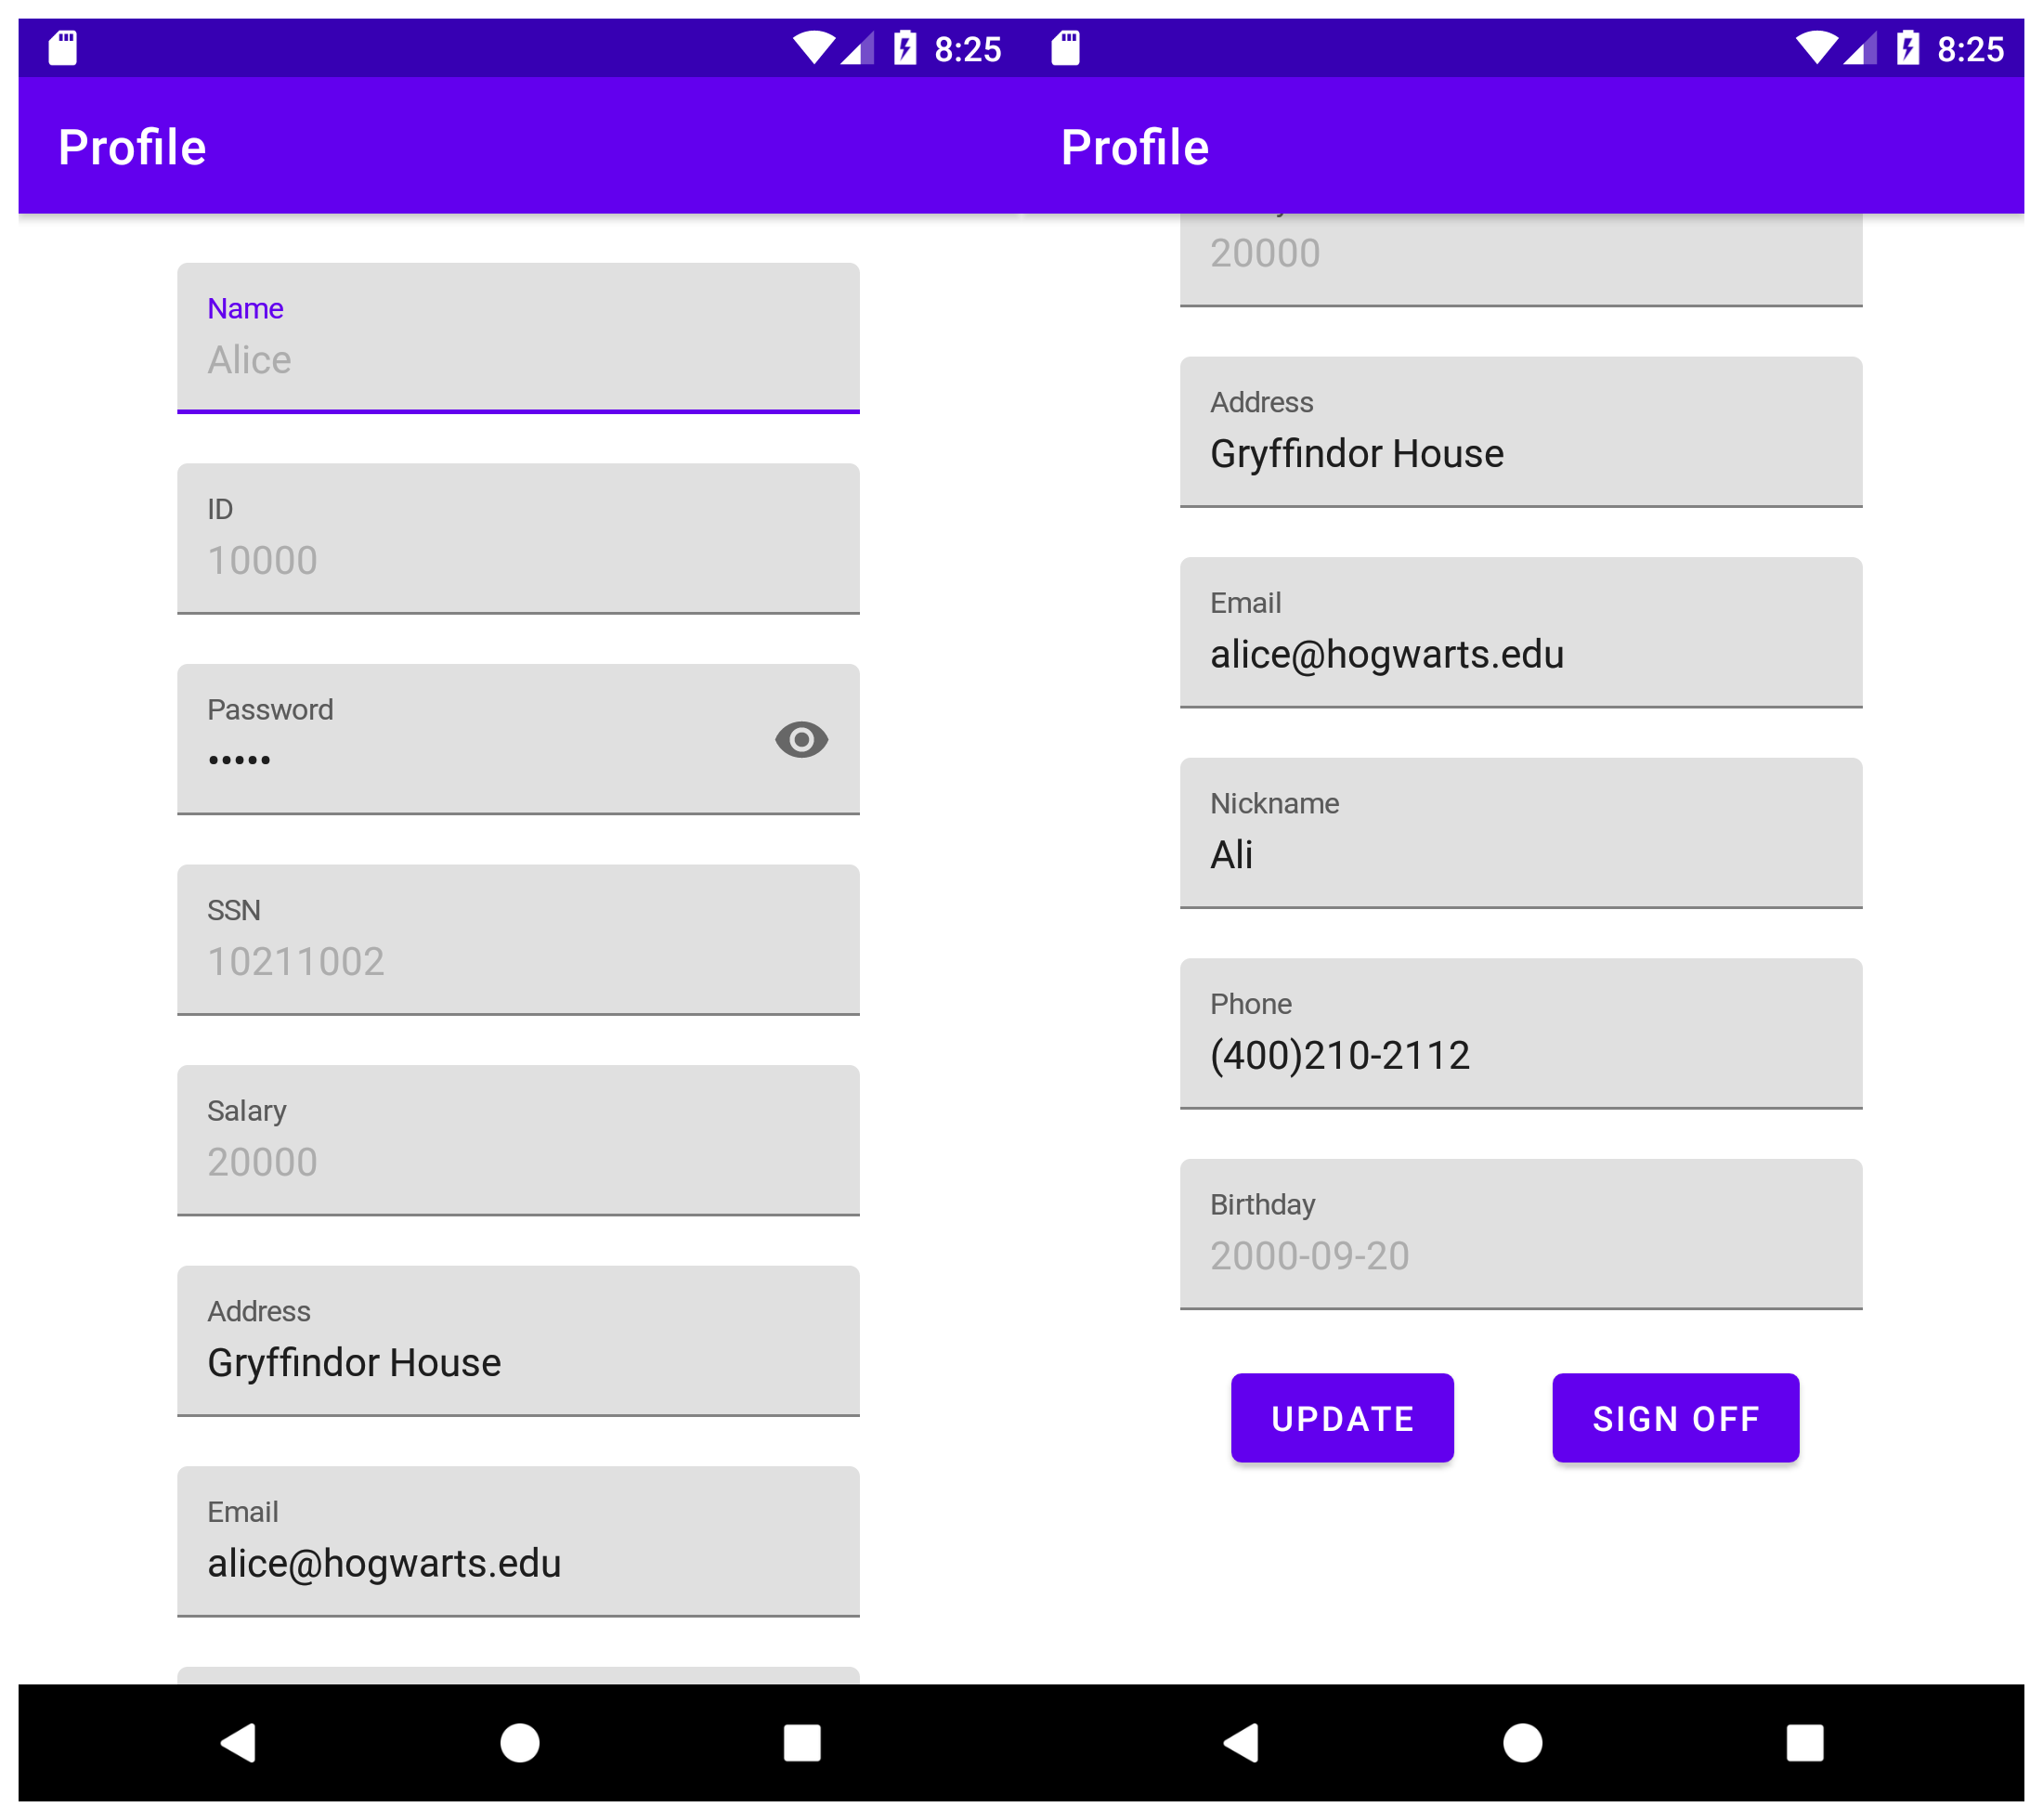 8:25
Profile
Name
Alice
ID
10000
Password
•••••
SSN
10211002
Salary
20000
Address
Gryffindor House
Email
alice@hogwarts.edu
8:25
Profile
20000
Address
Gryffindor House
Email
alice@hogwarts.edu
Nickname
Ali
Phone
(400)210-2112
Birthday
2000-09-20
UPDATE
SIGN OFF